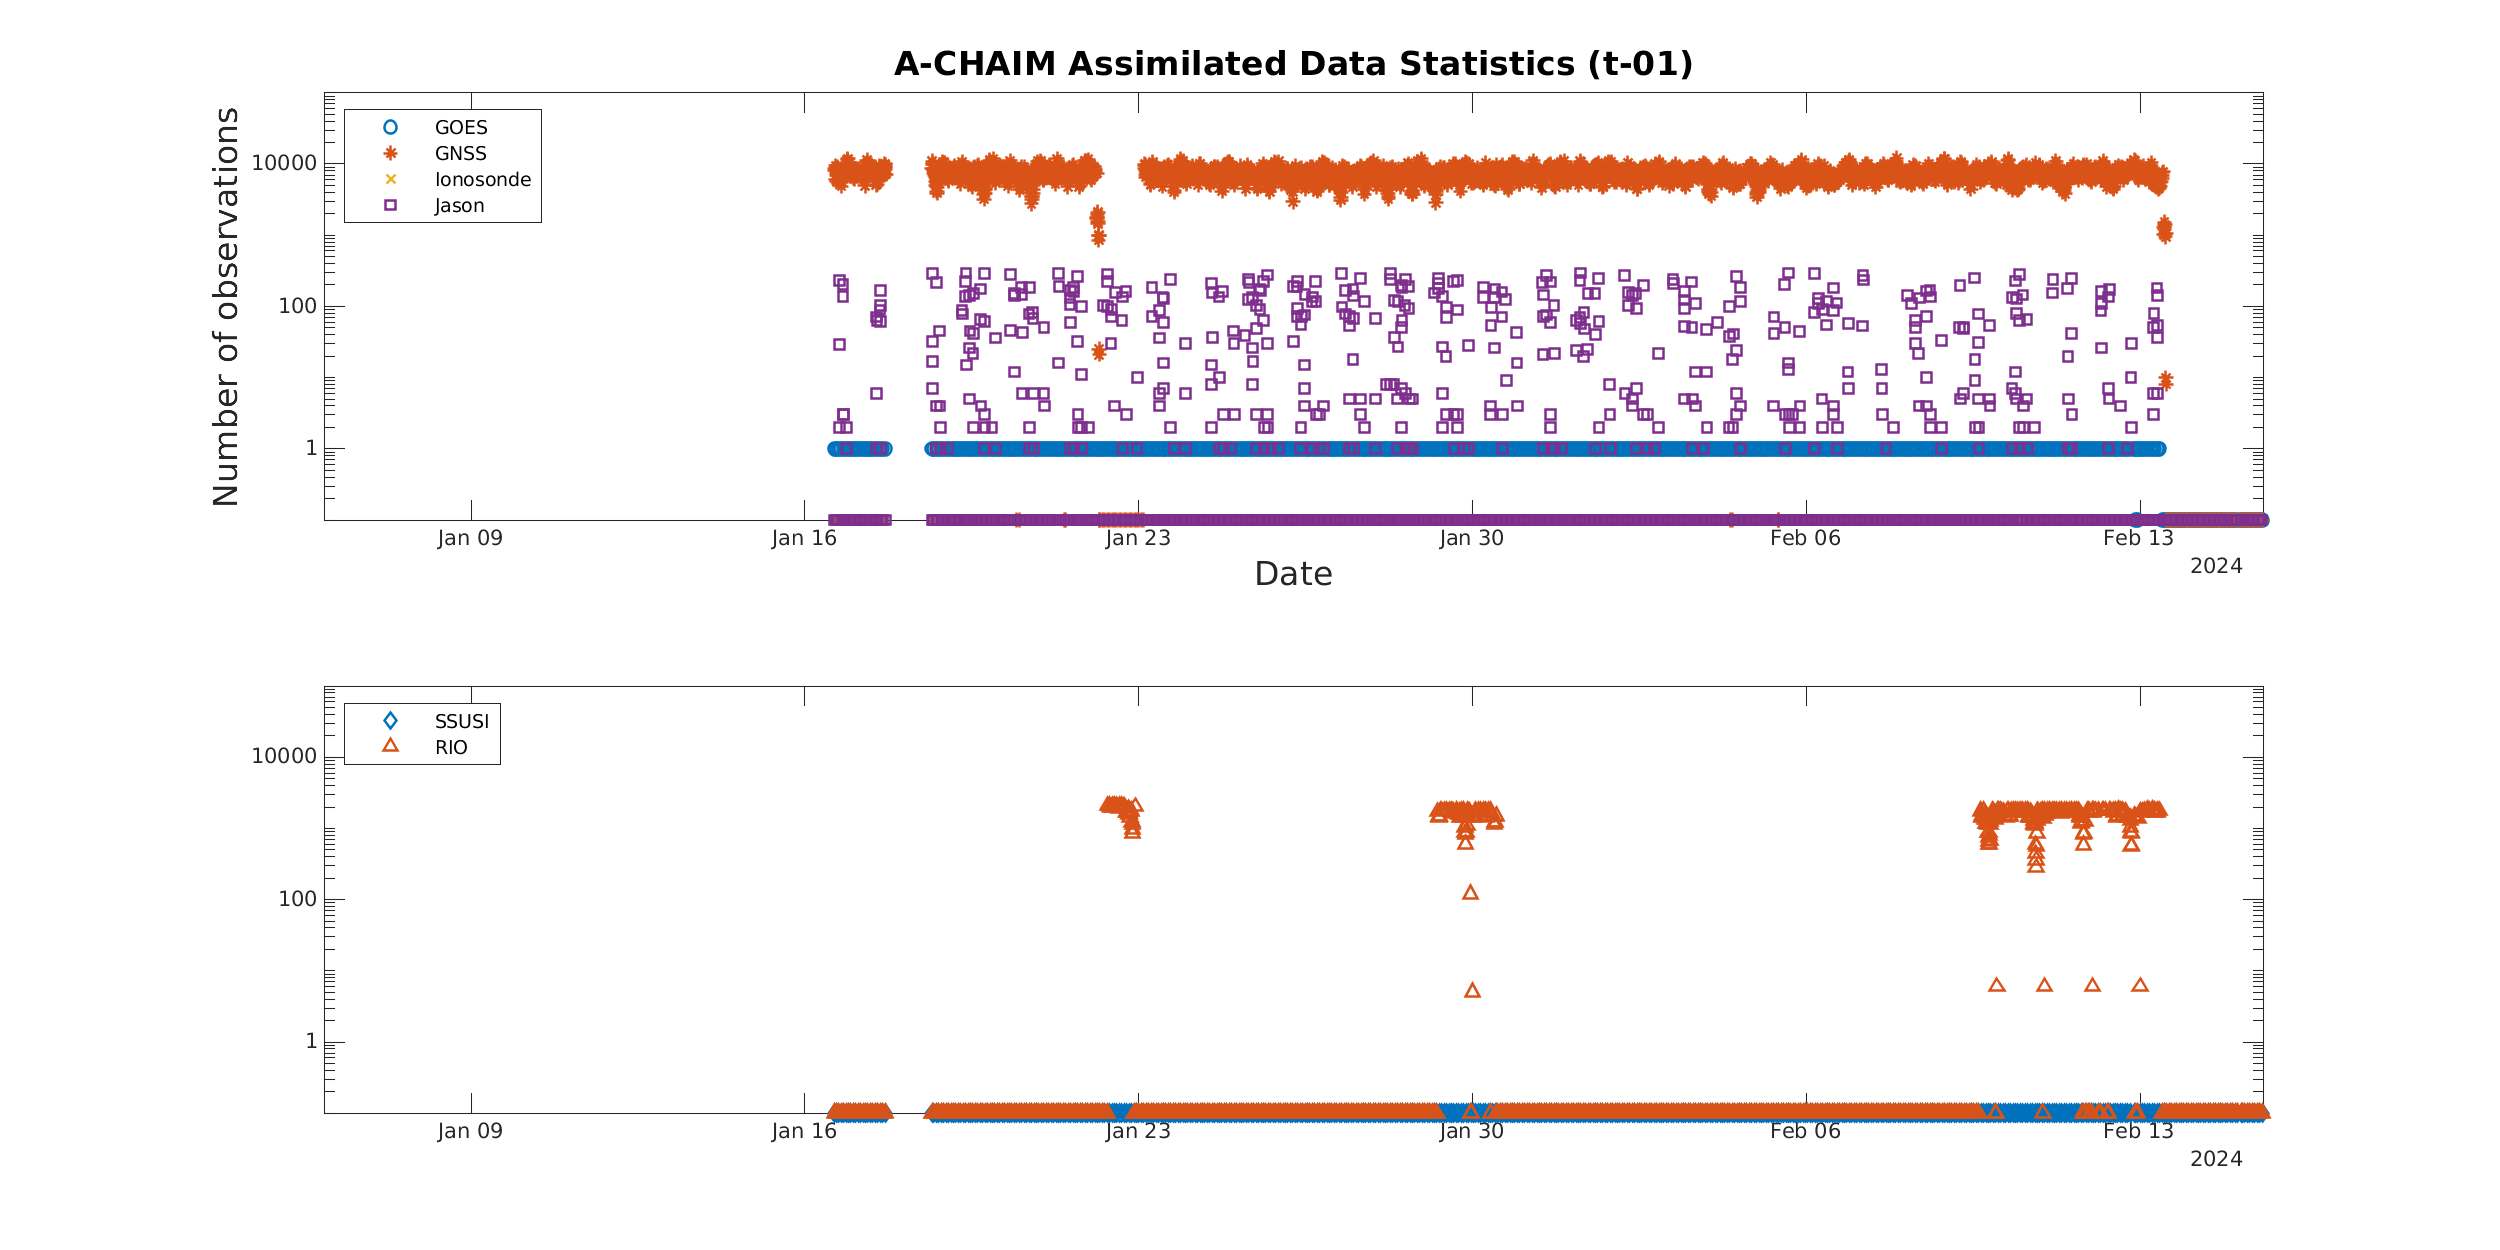 A-CHAIM Assimilated Data Statistics (t-01)
Number of observations
10000
100
1
GOES
GNSS
Ionosonde
Jason
Jan 09 Jan 16 Jan 23 Jan 30 Feb 06 Feb 13
2024
Date
10000
100
1
SSUSI
RIO
Jan 09 Jan 16 Jan 23 Jan 30 Feb 06 Feb 13
2024